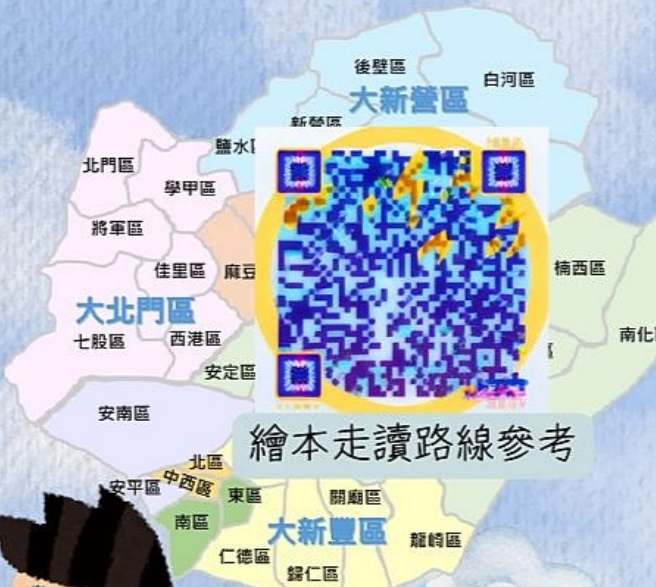 後壁區
白河區
大新營區
新營區
鹽水
北門區
學甲區
將軍區
佳里區
麻豆
楠西區
大北門區
七股區
西港區
南化
安定區
安南區
繪本走讀路線參考
北區
中西區
安平區
東區
關廟區
南區
大新豐區
龍崎區
仁德區
歸仁區